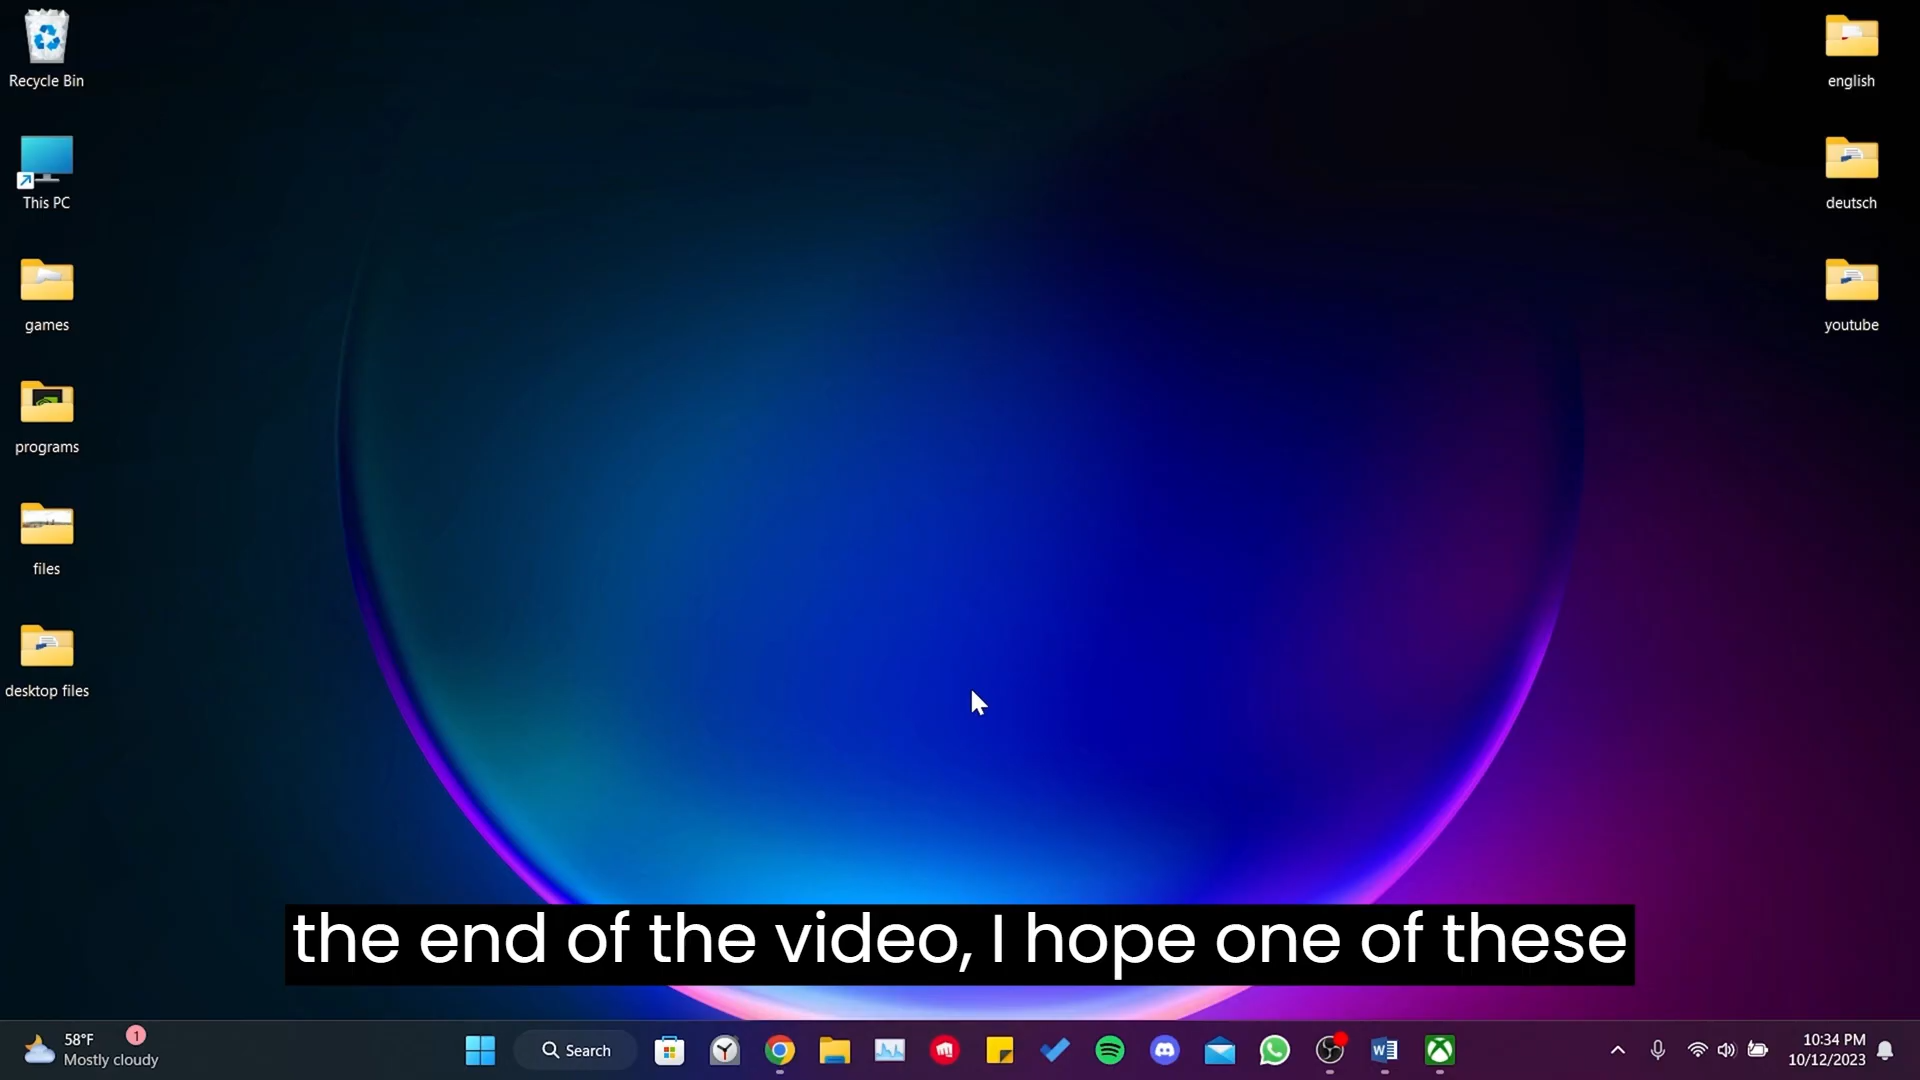 Recycle Bin
This PC
games
programs
files
desktop files
english
deutsch
youtube
the end of the video, I hope one of these
58°F
Mostly cloudy
1
Search
10:34 PM
10/12/2023